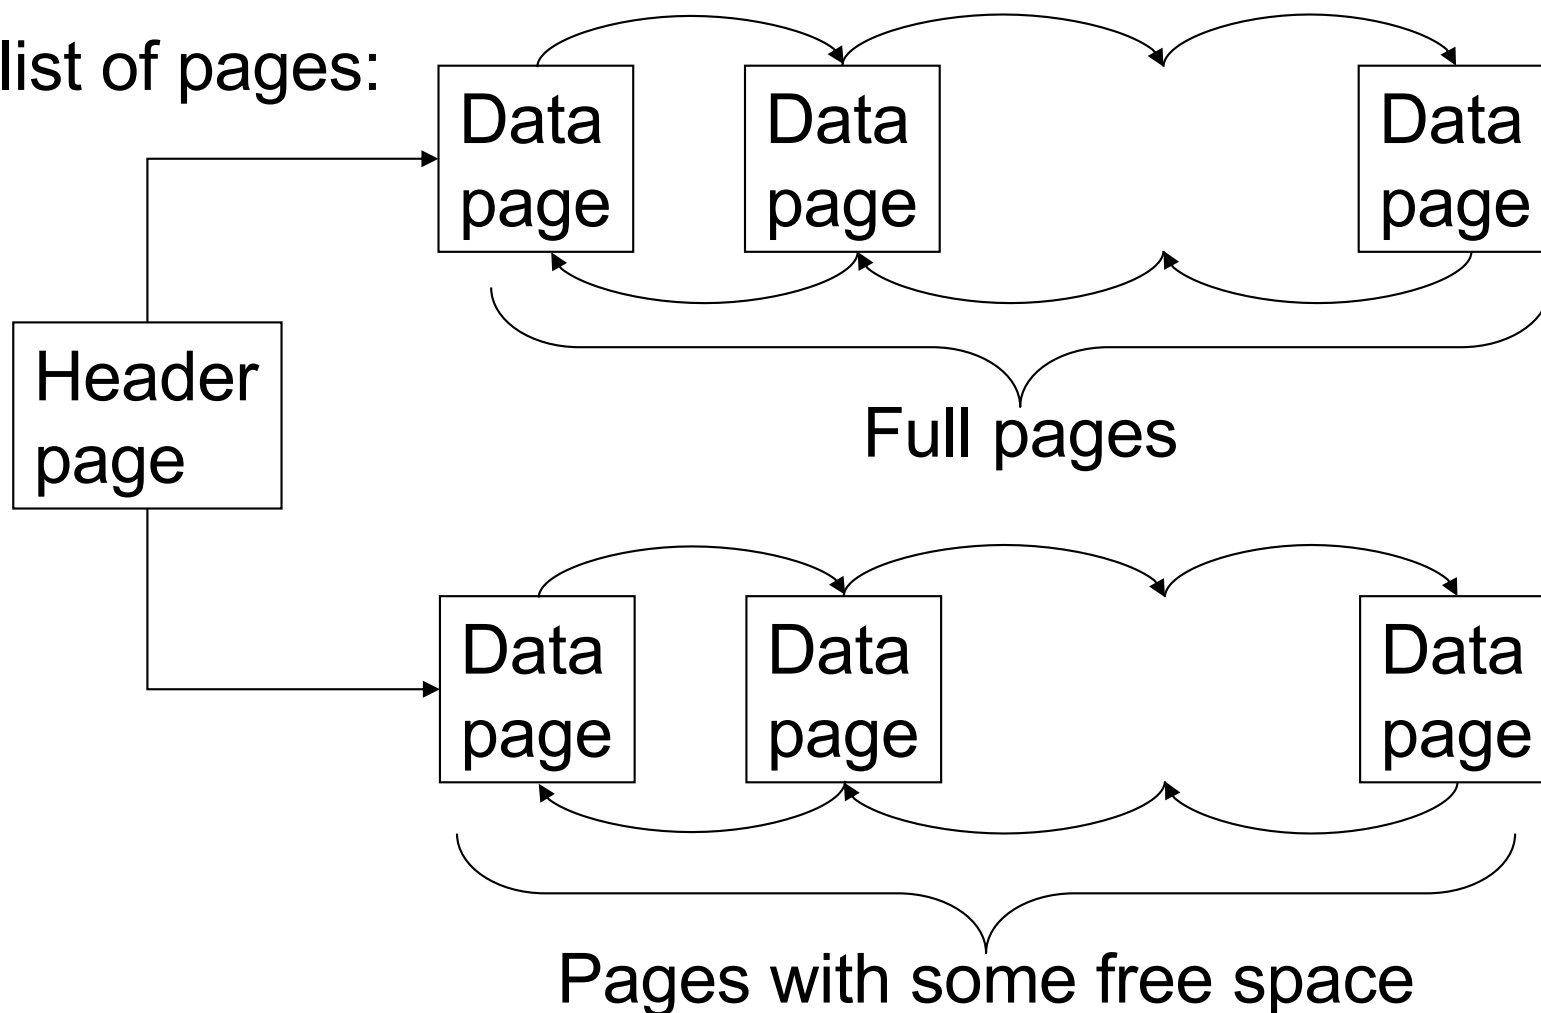 list of pages:
Data
page
Data
page
Data
page
Full pages
Header
page
Data
page
Data
page
Data
page
Pages with some free space